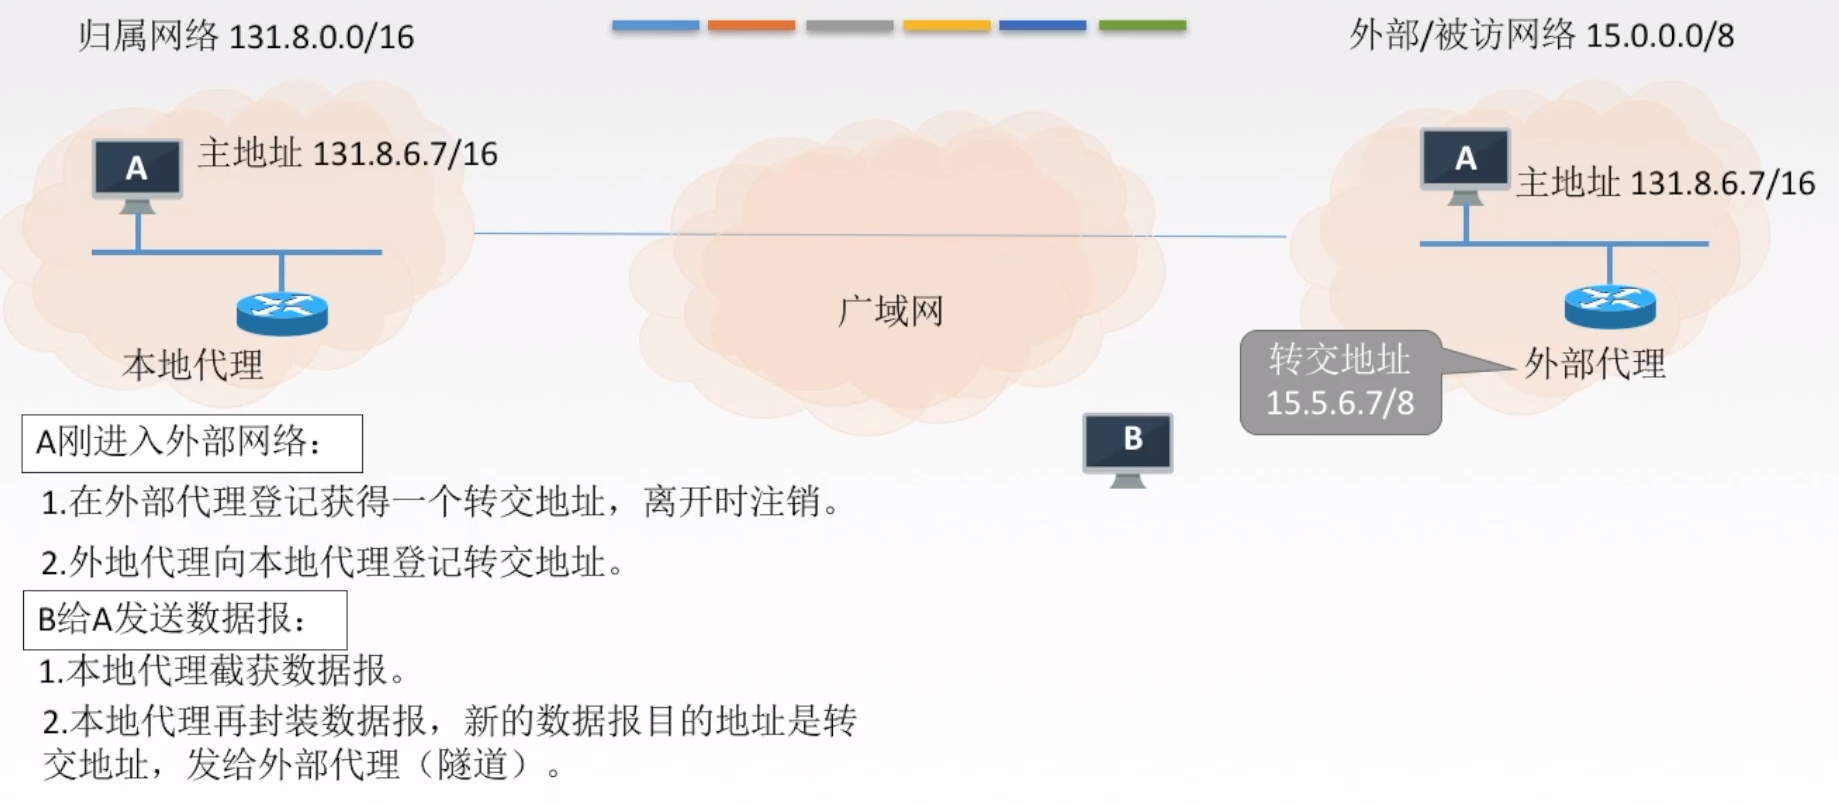 归属网络 131.8.0.0/16
外部/被访网络 15.0.0.0/8
A
主地址 131.8.6.7/16
A
主地址 131.8.6.7/16
广域网
本地代理
转交地址
15.5.6.7/8
外部代理
B
A刚进入外部网络：
1.在外部代理登记获得一个转交地址，离开时注销。
2.外地代理向本地代理登记转交地址。
B给A发送数据报：
1.本地代理截获数据报。
2.本地代理再封装数据报，新的数据报目的地址是转
交地址，发给外部代理（隧道）。